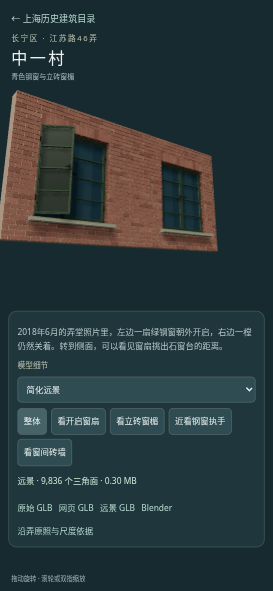 ← 上海历史建筑目录
长宁区 · 江苏路46弄
中一村
青色钢窗与立砖窗楣
2018年6月的弄堂照片里，左边一扇绿钢窗朝外开启，右边一樘
仍然关着。转到侧面，可以看见窗扇挑出石窗台的距离。
模型细节
简化远景
整体 看开启窗扇 看立砖窗楣 近看钢窗执手
看窗间砖墙
远景 · 9,836 个三角面 · 0.30 MB
原始 GLB 网页 GLB 远景 GLB Blender
沿弄原照与尺度依据
拖动旋转 · 滚轮或双指缩放